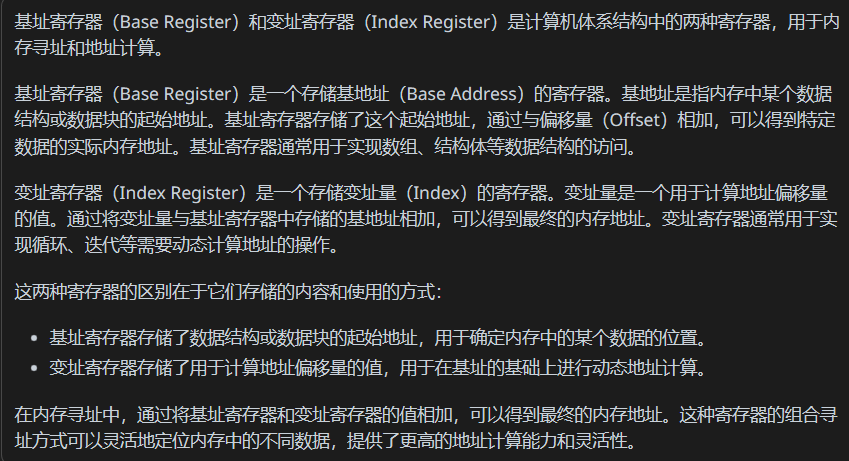 基址寄存器（Base Register）和变址寄存器（Index Register）是计算机体系结构中的两种寄存器，用于内
存寻址和地址计算。
基址寄存器（Base Register）是一个存储基地址（Base Address）的寄存器。基地址是指内存中某个数据
结构或数据块的起始地址。基址寄存器存储了这个起始地址，通过与偏移量（Offset）相加，可以得到特定
数据的实际内存地址。基址寄存器通常用于实现数组、结构体等数据结构的访问。
变址寄存器（Index Register）是一个存储变址量（Index）的寄存器。变址量是一个用于计算地址偏移量
的值。通过将变址量与基址寄存器中存储的基地址相加，可以得到最终的内存地址。变址寄存器通常用于实
现循环、迭代等需要动态计算地址的操作。
这两种寄存器的区别在于它们存储的内容和使用的方式：
• 基址寄存器存储了数据结构或数据块的起始地址，用于确定内存中的某个数据的位置。
• 变址寄存器存储了用于计算地址偏移量的值，用于在基址的基础上进行动态地址计算。
在内存寻址中，通过将基址寄存器和变址寄存器的值相加，可以得到最终的内存地址。这种寄存器的组合寻
址方式可以灵活地定位内存中的不同数据，提供了更高的地址计算能力和灵活性。